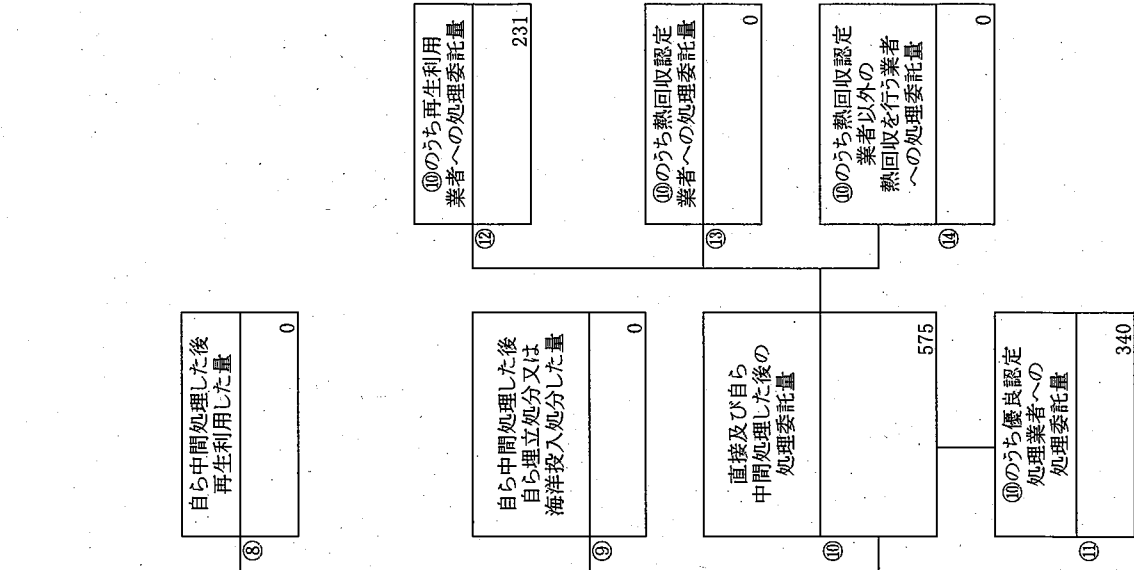 ⑧
自ら中間処理した後
再生利用した量
0
⑨
自ら中間処理した後
自ら埋立処分又は
海洋投入処分した量
0
⑩
直接及び自ら
中間処理した後の
処理委託量
575
⑪
⑩のうち優良認定
処理業者への
処理委託量
340
⑫
⑩のうち再生利用
業者への処理委託量
231
⑬
⑩のうち熱回収認定
業者への処理委託量
0
⑭
⑩のうち熱回収認定
業者以外の
熱回収を行う業者
への処理委託量
0